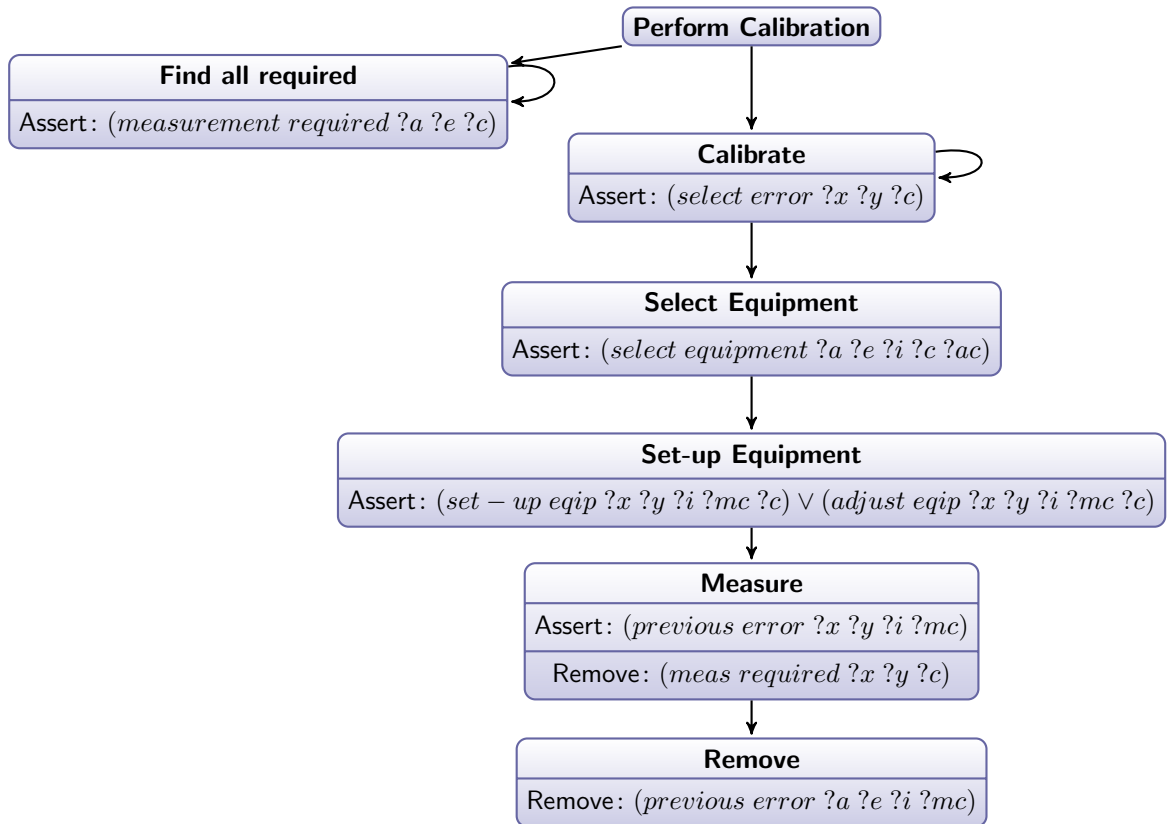 Perform Calibration
Find all required
Assert: (measurement required ?a ?e ?c)
Calibrate
Assert: (select error ?x ?y ?c)
Select Equipment
Assert: (select equipment ?a ?e ?i ?c ?ac)
Set-up Equipment
Assert: (set − up eqip ?x ?y ?i ?mc ?c) ∨ (adjust eqip ?x ?y ?i ?mc ?c)
Measure
Assert: (previous error ?x ?y ?i ?mc)
Remove: (meas required ?x ?y ?c)
Remove
Remove: (previous error ?a ?e ?i ?mc)